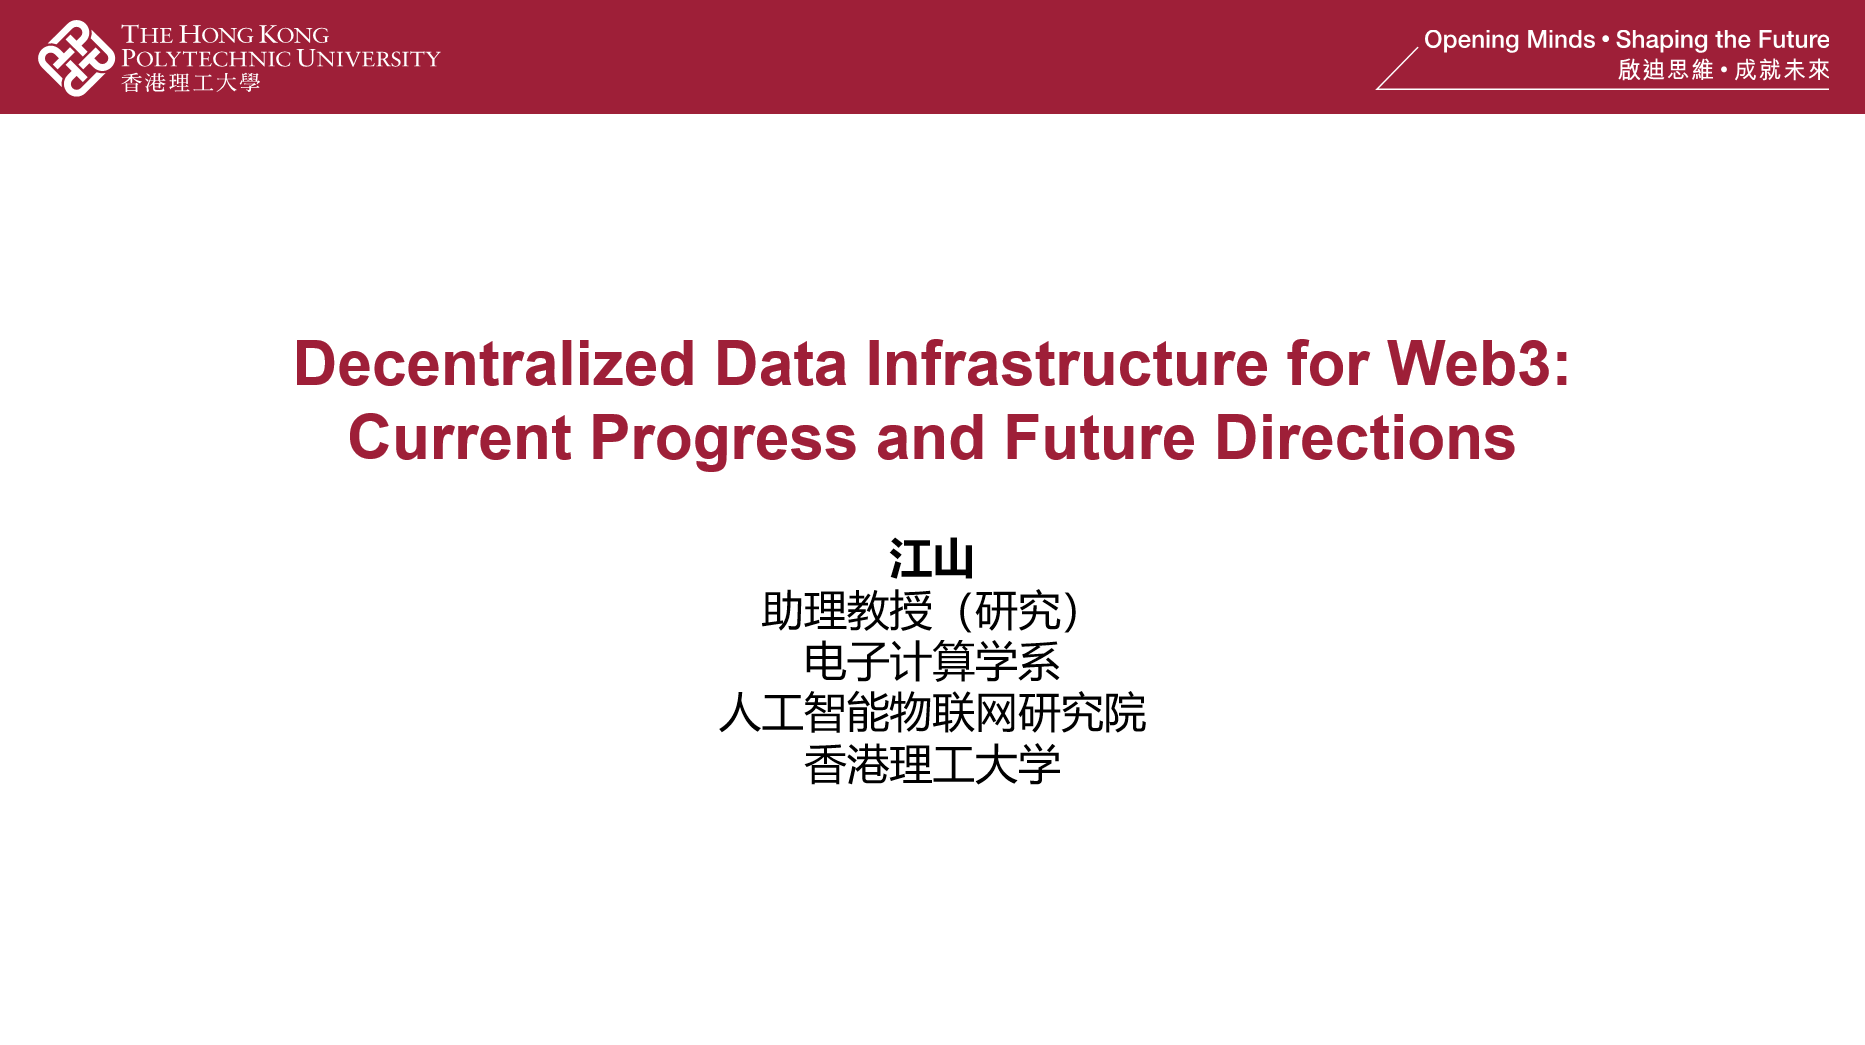 THE HONG KONG
POLYTECHNIC UNIVERSITY
香港理工大學
Opening Minds • Shaping the Future
啟迪思維 • 成就未來
Decentralized Data Infrastructure for Web3:
Current Progress and Future Directions
江山
助理教授（研究）
电子计算学系
人工智能物联网研究院
香港理工大学